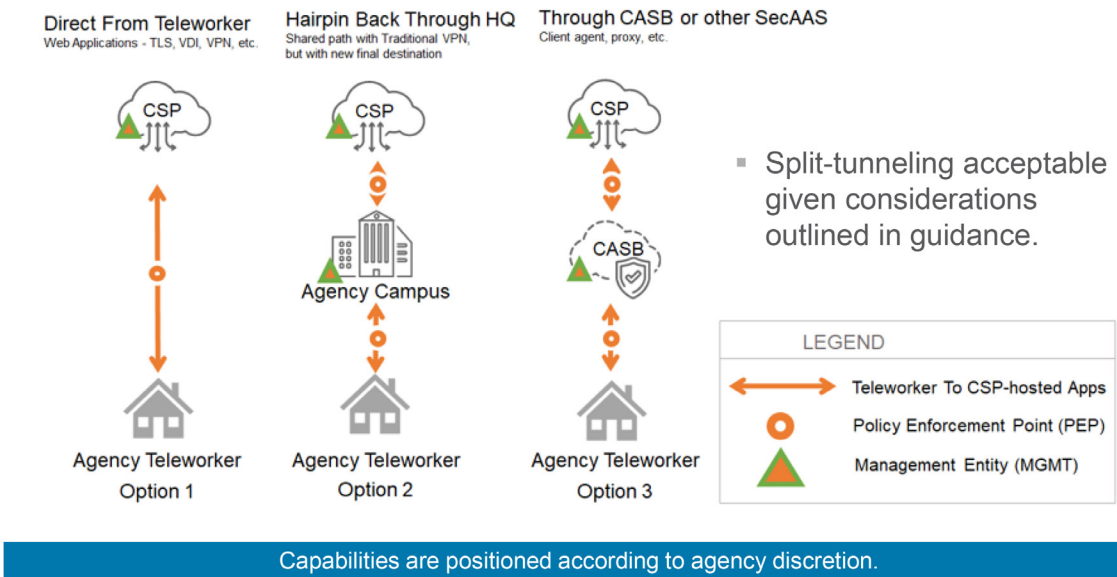 Direct From Teleworker
Web Applications - TLS, VDI, VPN, etc.
CSP
Agency Teleworker
Option 1
Hairpin Back Through HQ
Shared path with Traditional VPN,
but with new final destination
CSP
Agency Campus
Agency Teleworker
Option 2
Through CASB or other SecAAS
Client agent, proxy, etc.
CSP
CASB
Agency Teleworker
Option 3
Split-tunneling acceptable
given considerations
outlined in guidance.
LEGEND
Teleworker To CSP-hosted Apps
Policy Enforcement Point (PEP)
Management Entity (MGMT)
Capabilities are positioned according to agency discretion.